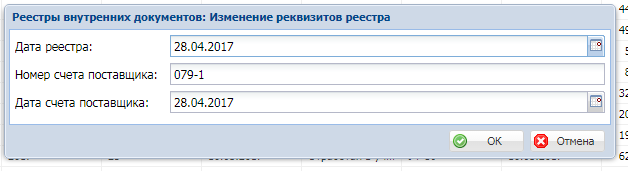 Реестры внутренних документов: Изменение реквизитов реестра
Дата реестра: 28.04.2017
Номер счета поставщика: 079-1
Дата счета поставщика: 28.04.2017
OK Отмена